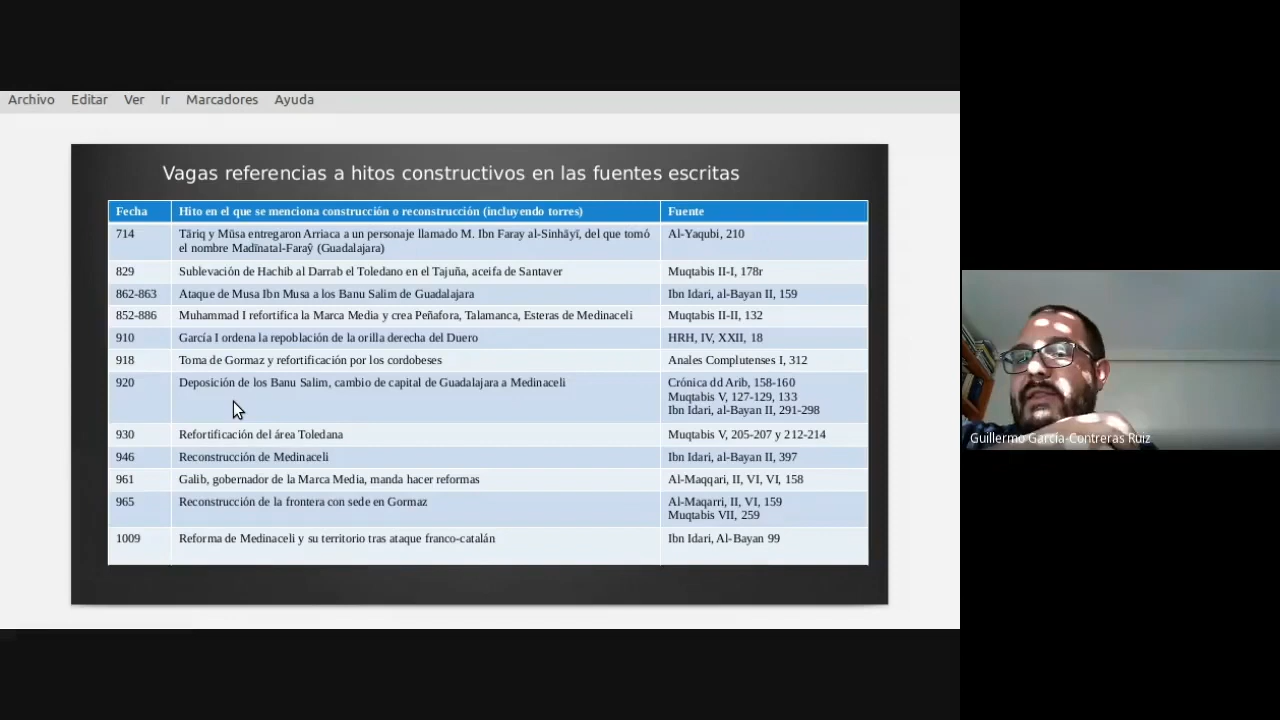 Archivo Editar Ver Ir Marcadores Ayuda
Vagas referencias a hitos constructivos en las fuentes escritas
Fecha Hito en el que se menciona construcción o reconstrucción (incluyendo torres) Fuente
714 Tāriq y Mūsa entregaron Arriaca a un personaje llamado M. Ibn Faray al-Sinhāyī, del que tomó el nombre Madīnatal-Faraŷ (Guadalajara) Al-Yaqubi, 210
829 Sublevación de Hachib al Darrab el Toledano en el Tajuña, aceifa de Santaver Muqtabis II-I, 178r
862-863 Ataque de Musa Ibn Musa a los Banu Salim de Guadalajara Ibn Idari, al-Bayan II, 159
852-886 Muhammad I refortifica la Marca Media y crea Peñafora, Talamanca, Esteras de Medinaceli Muqtabis II-II, 132
910 García I ordena la repoblación de la orilla derecha del Duero HRH, IV, XXII, 18
918 Toma de Gormaz y refortificación por los cordobeses Anales Complutenses I, 312
920 Deposición de los Banu Salim, cambio de capital de Guadalajara a Medinaceli Crónica dd Arib, 158-160
Muqtabis V, 127-129, 133
Ibn Idari, al-Bayan II, 291-298
930 Refortificación del área Toledana Muqtabis V, 205-207 y 212-214
946 Reconstrucción de Medinaceli Ibn Idari, al-Bayan II, 397
961 Galib, gobernador de la Marca Media, manda hacer reformas Al-Maqqari, II, VI, VI, 158
965 Reconstrucción de la frontera con sede en Gormaz Al-Maqarri, II, VI, 159
Muqtabis VII, 259
1009 Reforma de Medinaceli y su territorio tras ataque franco-catalán Ibn Idari, Al-Bayan 99
Guillermo García-Contreras Ruiz